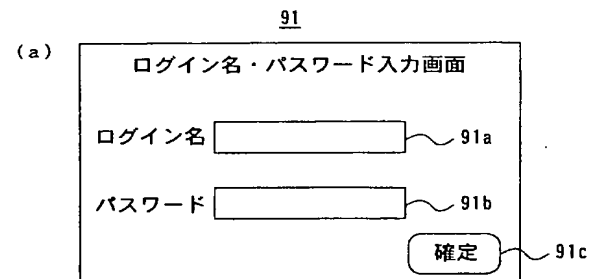 91
(a)
ログイン名・パスワード入力画面
ログイン名 91a
パスワード 91b
確定 91c